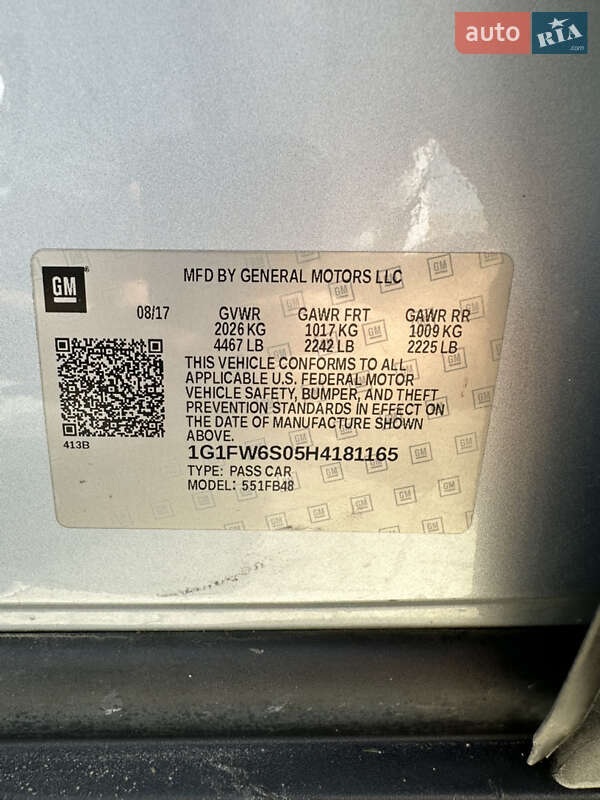 auto RIA
GM
MFD BY GENERAL MOTORS LLC
08/17 GVWR GAWR FRT GAWR RR
2026 KG 1017 KG 1009 KG
4467 LB 2242 LB 2225 LB
THIS VEHICLE CONFORMS TO ALL
APPLICABLE U.S. FEDERAL MOTOR
VEHICLE SAFETY, BUMPER, AND THEFT
PREVENTION STANDARDS IN EFFECT ON
THE DATE OF MANUFACTURE SHOWN
ABOVE.
413B
1G1FW6S05H4181165
TYPE: PASS CAR
MODEL: 551FB48